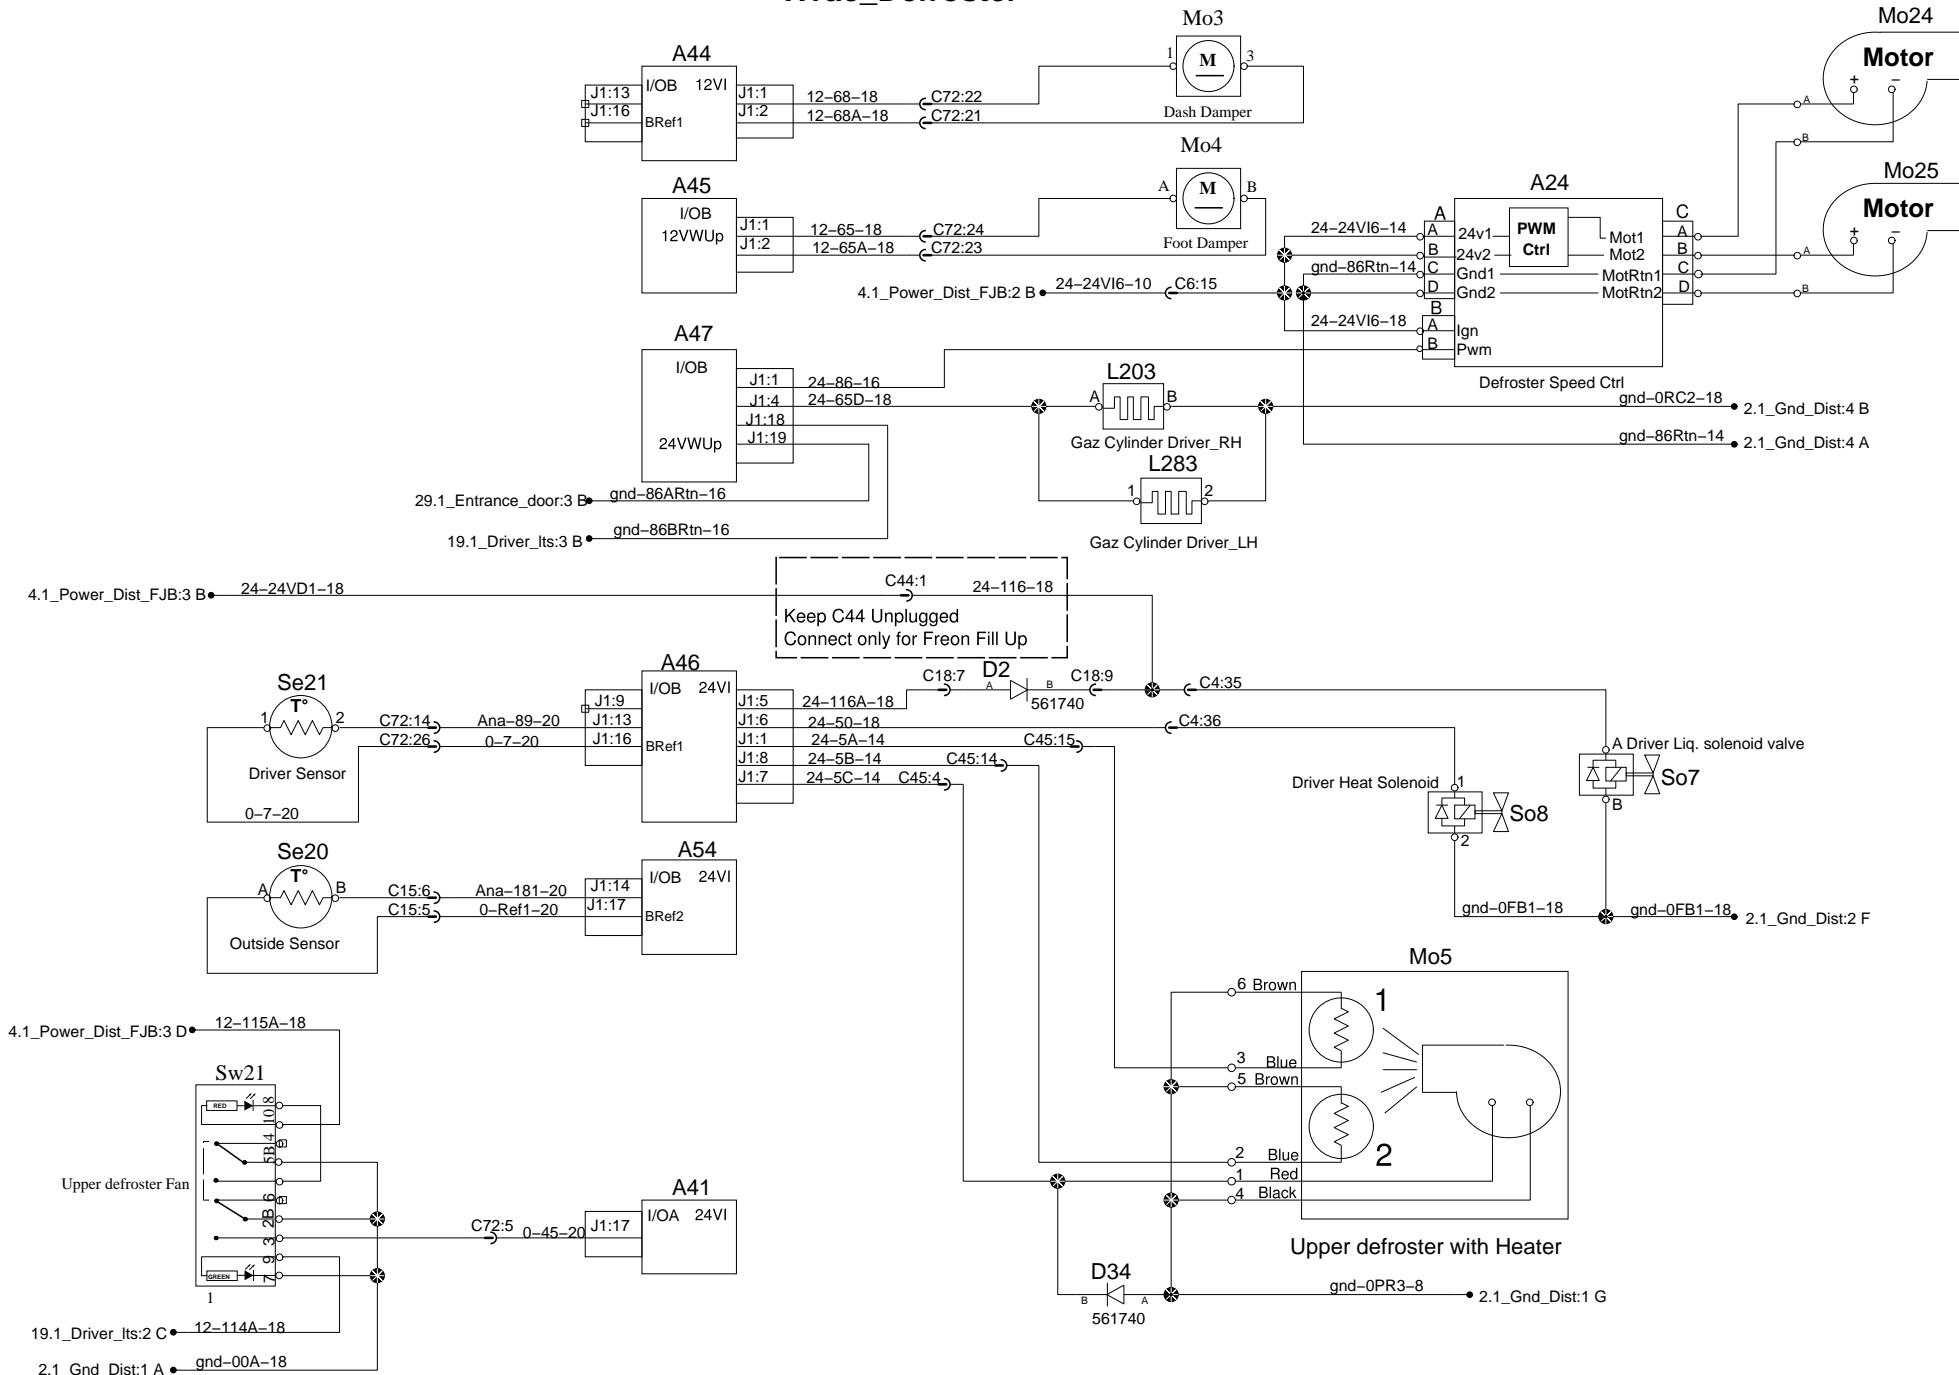 Mo3
Mo24
A44
1
M
3
Motor
I/OB 12VI
J1:13
J1:1
12–68–18
C72:22
+ –
J1:16
J1:2
12–68A–18
C72:21
BRef1
Dash Damper
A
B
Mo4
A45
A
M
B
A24
Mo25
I/OB
12VWUp
J1:1
12–65–18
C72:24
J1:2
12–65A–18
C72:23
Foot Damper
Motor
+ –
A
B
24–24VI6–14
A
A
24v1
PWM
Ctrl
Mot1
C
A
B
24v2
Mot2
B
gnd–86Rtn–14
C
Gnd1
MotRtn1
C
D
Gnd2
MotRtn2
D
4.1_Power_Dist_FJB:2 B
24–24VI6–10
C6:15
24–24VI6–18
B
A
Ign
B
Pwm
Defroster Speed Ctrl
A47
I/OB
J1:1
24–86–16
J1:4
24–65D–18
J1:18
J1:19
24VWUp
L203
A
B
Gaz Cylinder Driver_RH
gnd–0RC2–18
2.1_Gnd_Dist:4 B
gnd–86Rtn–14
2.1_Gnd_Dist:4 A
L283
1
2
Gaz Cylinder Driver_LH
29.1_Entrance_door:3 B
gnd–86ARtn–16
19.1_Driver_lts:3 B
gnd–86BRtn–16
4.1_Power_Dist_FJB:3 B
24–24VD1–18
C44:1
24–116–18
Keep C44 Unplugged
Connect only for Freon Fill Up
A46
C18:7
D2
A
B
561740
C18:9
C4:35
Se21
T°
1
2
C72:14
Ana–89–20
C72:26
0–7–20
Driver Sensor
0–7–20
I/OB 24VI
J1:9
J1:13
J1:16
BRef1
J1:5
24–116A–18
J1:6
24–50–18
C4:36
J1:1
24–5A–14
C45:15
J1:8
24–5B–14
C45:14
J1:7
24–5C–14
C45:4
A Driver Liq. solenoid valve
So7
B
Driver Heat Solenoid
1
So8
2
Se20
T°
A
B
C15:6
Ana–181–20
C15:5
0–Ref1–20
Outside Sensor
A54
I/OB 24VI
J1:14
J1:17
BRef2
gnd–0FB1–18
gnd–0FB1–18
2.1_Gnd_Dist:2 F
Mo5
6 Brown
1
3 Blue
5 Brown
2
2 Blue
1 Red
4 Black
Upper defroster with Heater
4.1_Power_Dist_FJB:3 D
12–115A–18
Sw21
RED
8
10
4
5B
Upper defroster Fan
6
2B
3
9
GREEN
7
1
C72:5
0–45–20
A41
J1:17
I/OA 24VI
D34
B
A
561740
gnd–0PR3–8
2.1_Gnd_Dist:1 G
19.1_Driver_lts:2 C
12–114A–18
2.1_Gnd_Dist:1 A
gnd–00A–18